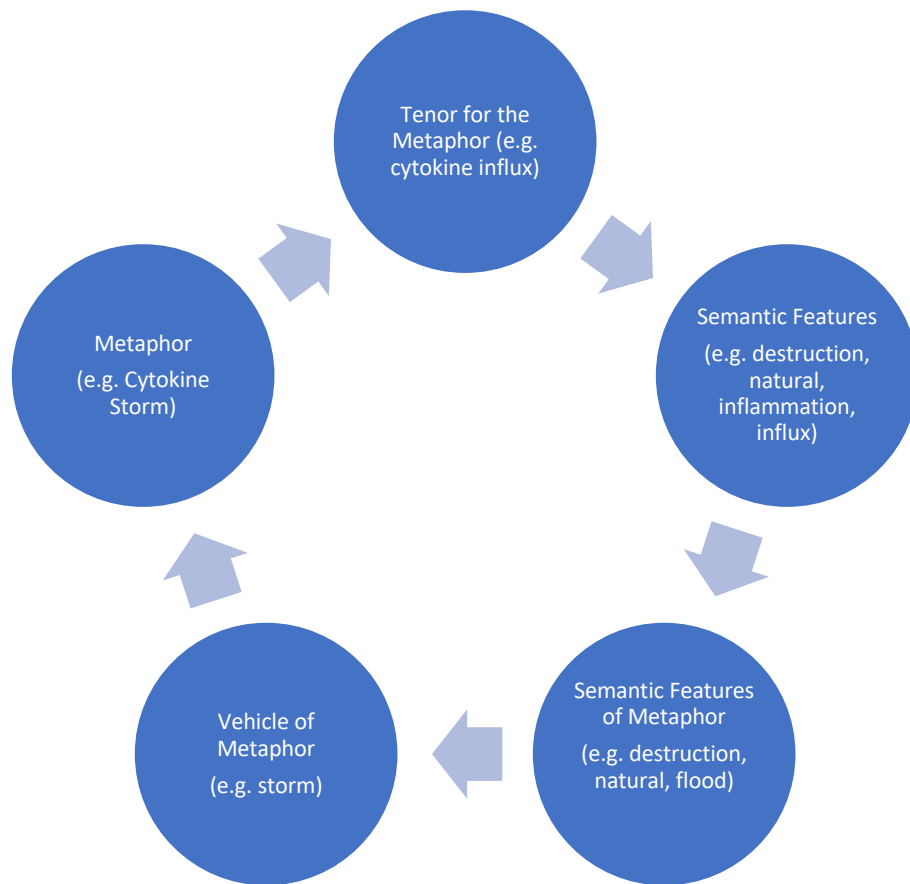 Tenor for the
Metaphor (e.g.
cytokine influx)
Semantic Features
(e.g. destruction,
natural,
inflammation,
influx)
Semantic Features
of Metaphor
(e.g. destruction,
natural, flood)
Vehicle of
Metaphor
(e.g. storm)
Metaphor
(e.g. Cytokine
Storm)